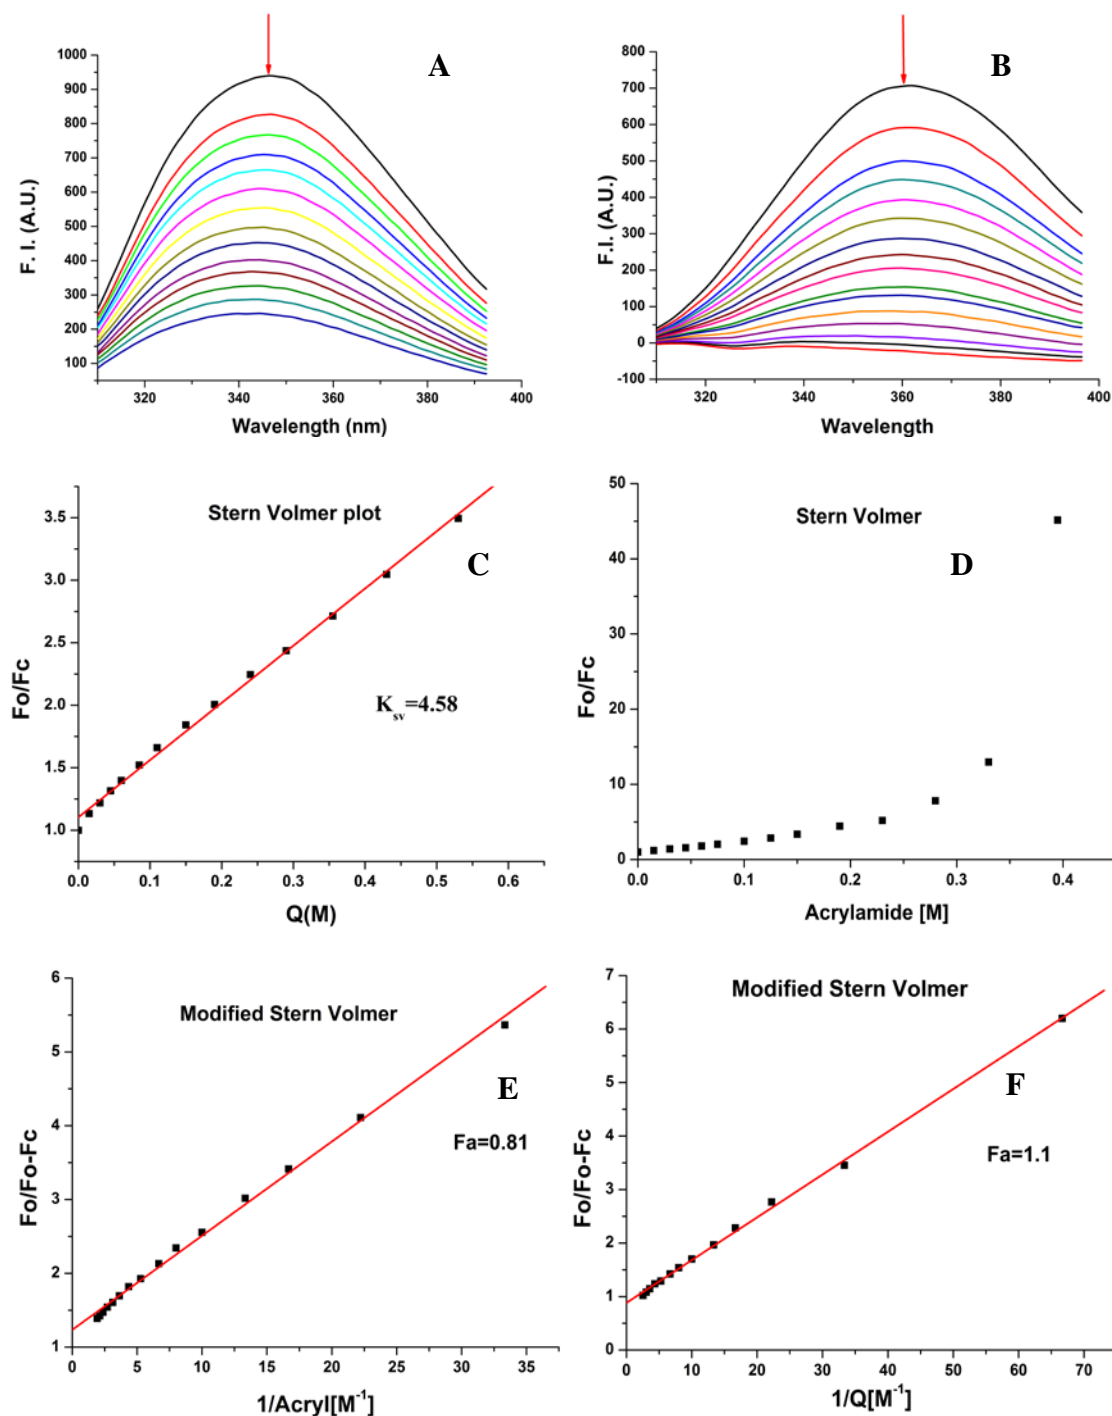 A
1000
900
800
700
600
500
400
300
200
100
F. I. (A.U.)
320 340 360 380 400
Wavelength (nm)
B
800
700
600
500
400
300
200
100
0
-100
F.I. (A.U.)
320 340 360 380 400
Wavelength
Stern Volmer plot
C
3.5
3.0
2.5
2.0
1.5
1.0
Fo/Fc
Ksv=4.58
0.0 0.1 0.2 0.3 0.4 0.5 0.6
Q(M)
Stern Volmer
D
50
40
30
20
10
0
Fo/Fc
0.0 0.1 0.2 0.3 0.4
Acrylamide [M]
Modified Stern Volmer
E
6
5
4
3
2
1
Fo/Fo-Fc
Fa=0.81
0 5 10 15 20 25 30 35
1/Acryl[M⁻¹]
Modified Stern Volmer
F
7
6
5
4
3
2
1
0
Fo/Fo-Fc
Fa=1.1
0 10 20 30 40 50 60 70
1/Q[M⁻¹]